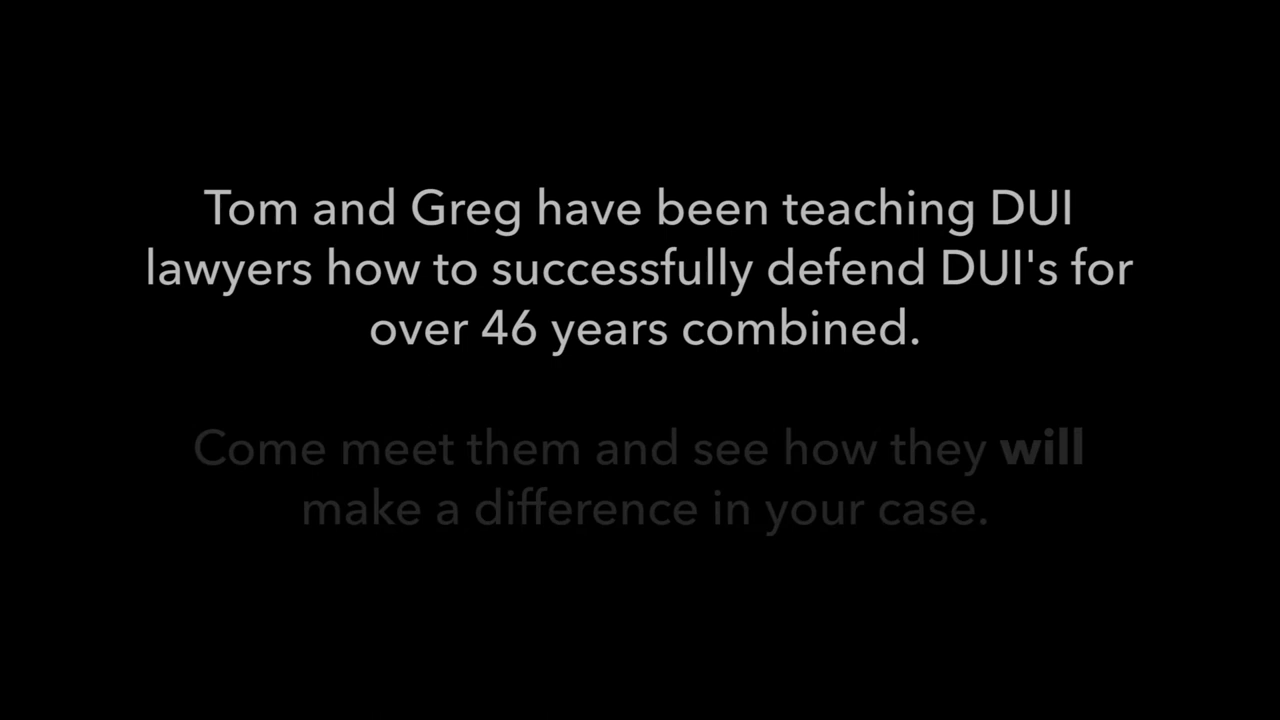 Tom and Greg have been teaching DUI
lawyers how to successfully defend DUI's for
over 46 years combined.
Come meet them and see how they will
make a difference in your case.